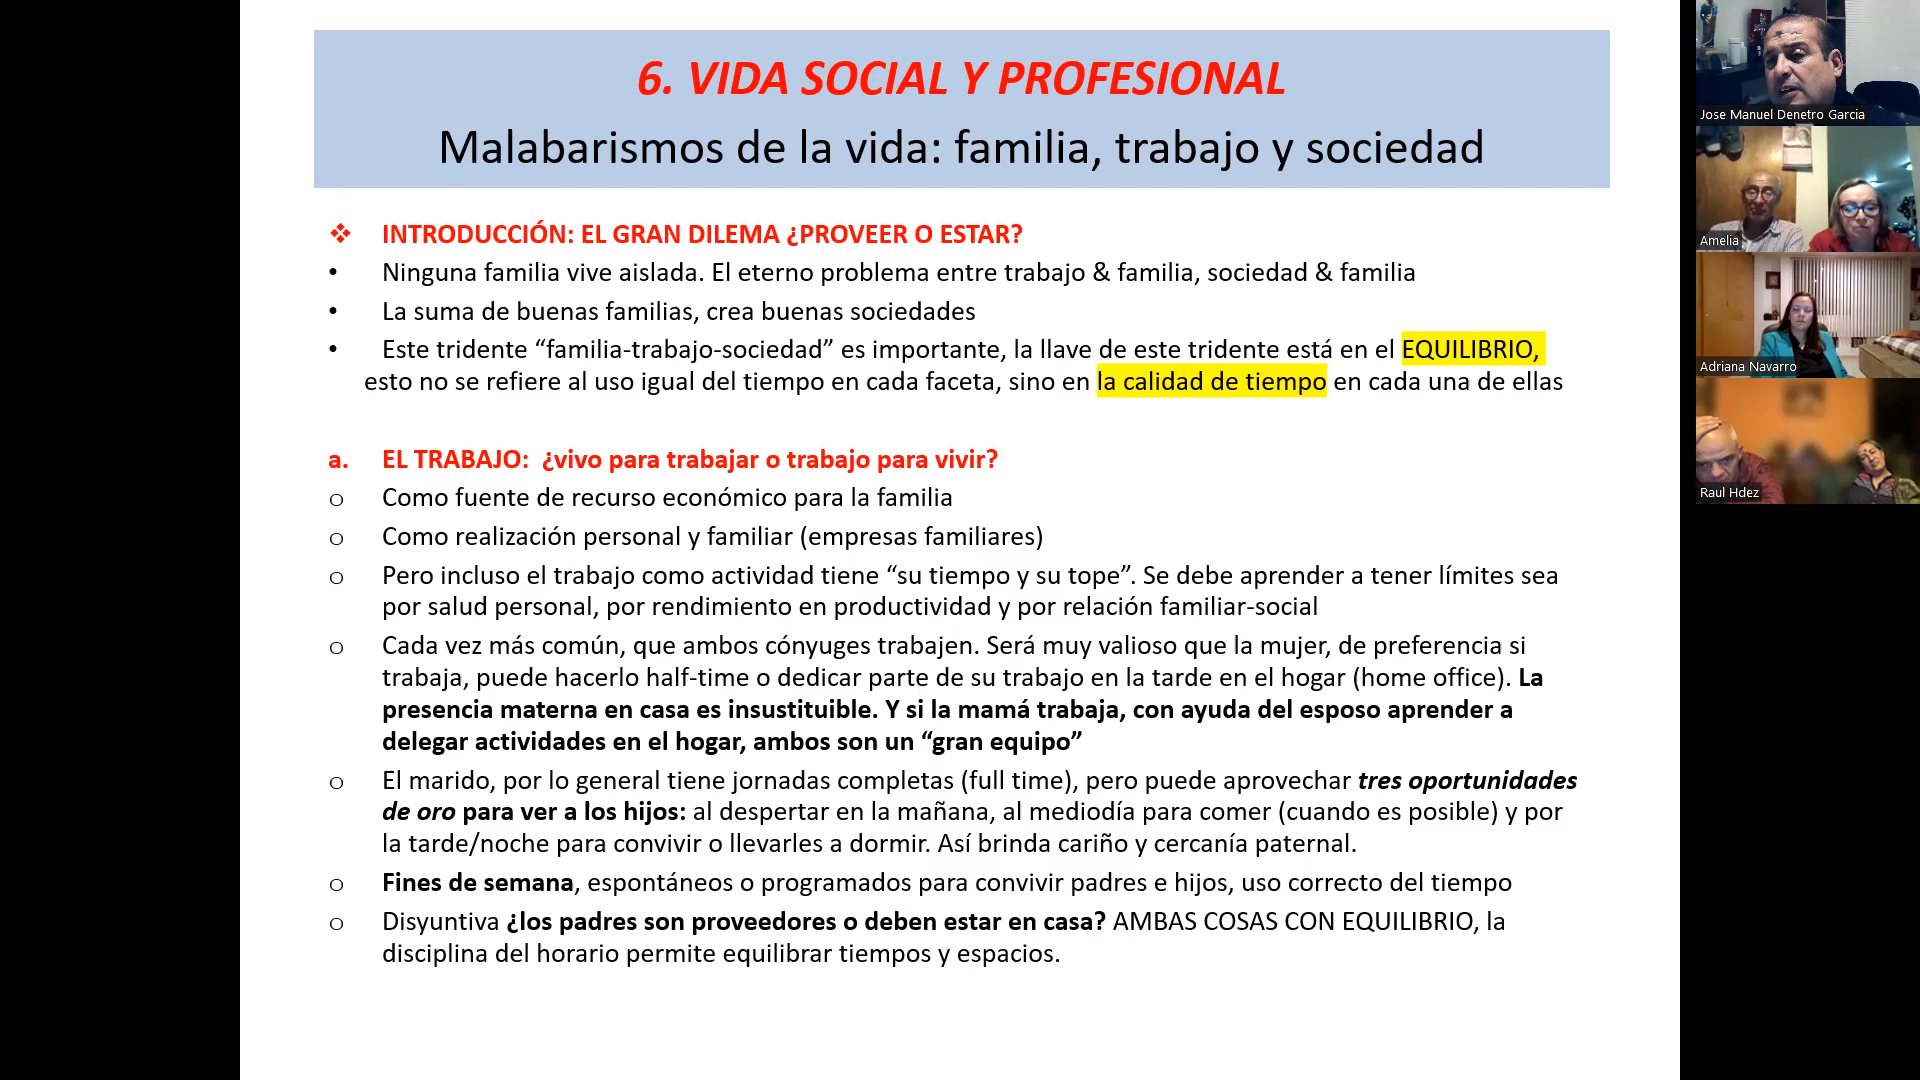 6. VIDA SOCIAL Y PROFESIONAL
Malabarismos de la vida: familia, trabajo y sociedad
❖ INTRODUCCIÓN: EL GRAN DILEMA ¿PROVEER O ESTAR?
• Ninguna familia vive aislada. El eterno problema entre trabajo & familia, sociedad & familia
• La suma de buenas familias, crea buenas sociedades
• Este tridente “familia-trabajo-sociedad” es importante, la llave de este tridente está en el EQUILIBRIO,
esto no se refiere al uso igual del tiempo en cada faceta, sino en la calidad de tiempo en cada una de ellas
a. EL TRABAJO: ¿vivo para trabajar o trabajo para vivir?
o Como fuente de recurso económico para la familia
o Como realización personal y familiar (empresas familiares)
o Pero incluso el trabajo como actividad tiene “su tiempo y su tope”. Se debe aprender a tener límites sea
por salud personal, por rendimiento en productividad y por relación familiar-social
o Cada vez más común, que ambos cónyuges trabajen. Será muy valioso que la mujer, de preferencia si
trabaja, puede hacerlo half-time o dedicar parte de su trabajo en la tarde en el hogar (home office). La
presencia materna en casa es insustituible. Y si la mamá trabaja, con ayuda del esposo aprender a
delegar actividades en el hogar, ambos son un “gran equipo”
o El marido, por lo general tiene jornadas completas (full time), pero puede aprovechar tres oportunidades
de oro para ver a los hijos: al despertar en la mañana, al mediodía para comer (cuando es posible) y por
la tarde/noche para convivir o llevarles a dormir. Así brinda cariño y cercanía paternal.
o Fines de semana, espontáneos o programados para convivir padres e hijos, uso correcto del tiempo
o Disyuntiva ¿los padres son proveedores o deben estar en casa? AMBAS COSAS CON EQUILIBRIO, la
disciplina del horario permite equilibrar tiempos y espacios.
Jose Manuel Denetro Garcia
Amelia
Adriana Navarro
Raul Hdez